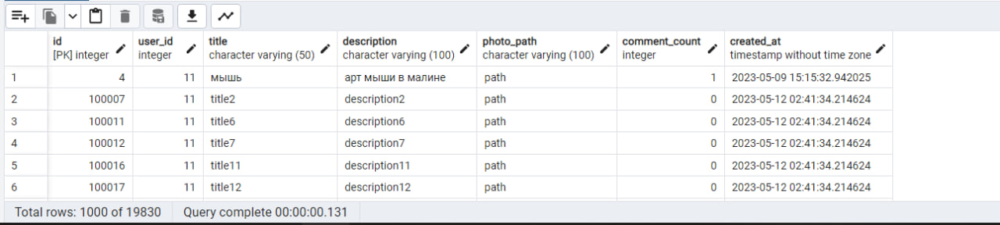 id user_id title description photo_path comment_count created_at
[PK] integer integer character varying (50) character varying (100) character varying (100) integer timestamp without time zone
1 4 11 мышь арт мыши в малине path 1 2023-05-09 15:15:32.942025
2 100007 11 title2 description2 path 0 2023-05-12 02:41:34.214624
3 100011 11 title6 description6 path 0 2023-05-12 02:41:34.214624
4 100012 11 title7 description7 path 0 2023-05-12 02:41:34.214624
5 100016 11 title11 description11 path 0 2023-05-12 02:41:34.214624
6 100017 11 title12 description12 path 0 2023-05-12 02:41:34.214624
Total rows: 1000 of 19830 Query complete 00:00:00.131